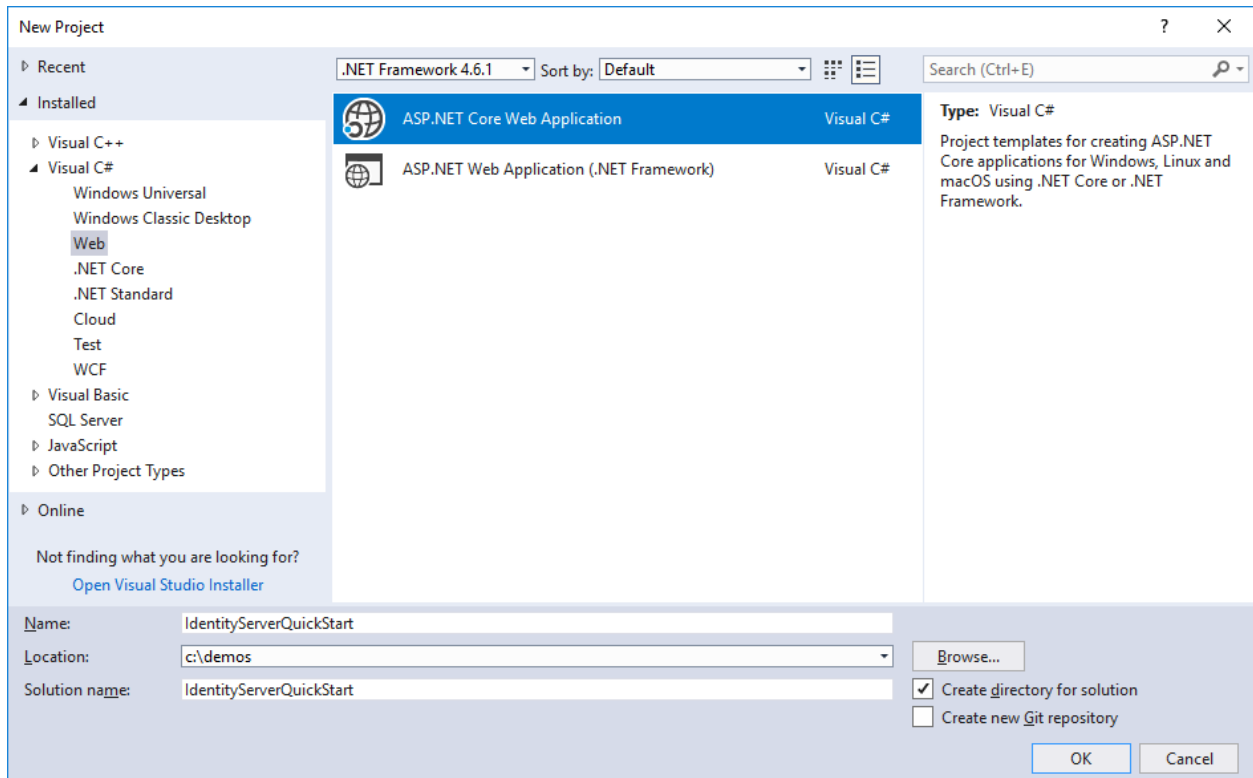 New Project
?
Recent
Installed
Visual C++
Visual C#
Windows Universal
Windows Classic Desktop
Web
.NET Core
.NET Standard
Cloud
Test
WCF
Visual Basic
SQL Server
JavaScript
Other Project Types
Online
Not finding what you are looking for?
Open Visual Studio Installer
.NET Framework 4.6.1 Sort by: Default
ASP.NET Core Web Application Visual C#
ASP.NET Web Application (.NET Framework) Visual C#
Search (Ctrl+E)
Type: Visual C#
Project templates for creating ASP.NET
Core applications for Windows, Linux and
macOS using .NET Core or .NET
Framework.
Name: IdentityServerQuickStart
Location: c:\demos
Browse...
Solution name: IdentityServerQuickStart
Create directory for solution
Create new Git repository
OK Cancel